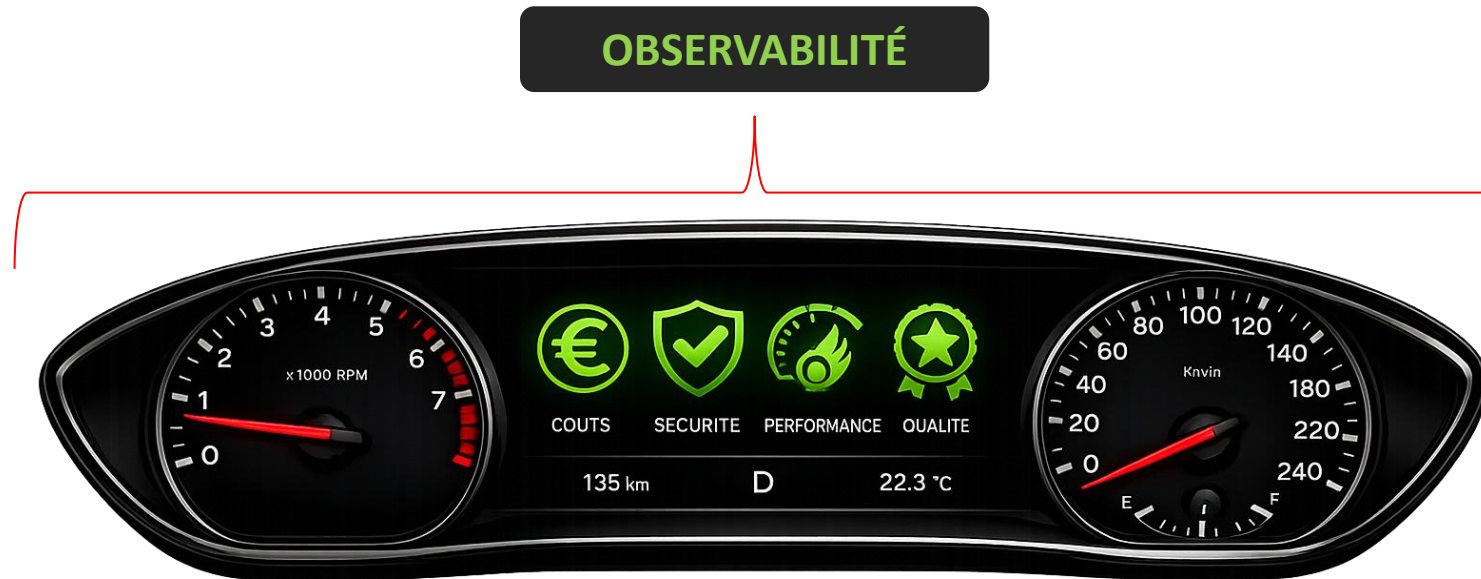 OBSERVABILITÉ
0
1
2
3
4
5
6
7
x1000 RPM
COUTS
SECURITE
PERFORMANCE
OUALITE
135 km
D
22.3 °C
0
20
40
60
80
100
120
140
180
220
240
Knvin
E
F